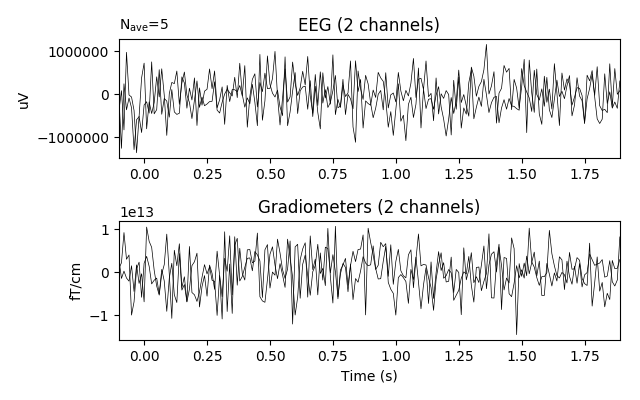 Nave=5
EEG (2 channels)
uV
1000000
0
−1000000
0.00 0.25 0.50 0.75 1.00 1.25 1.50 1.75
1e13
Gradiometers (2 channels)
fT/cm
1
0
−1
0.00 0.25 0.50 0.75 1.00 1.25 1.50 1.75
Time (s)